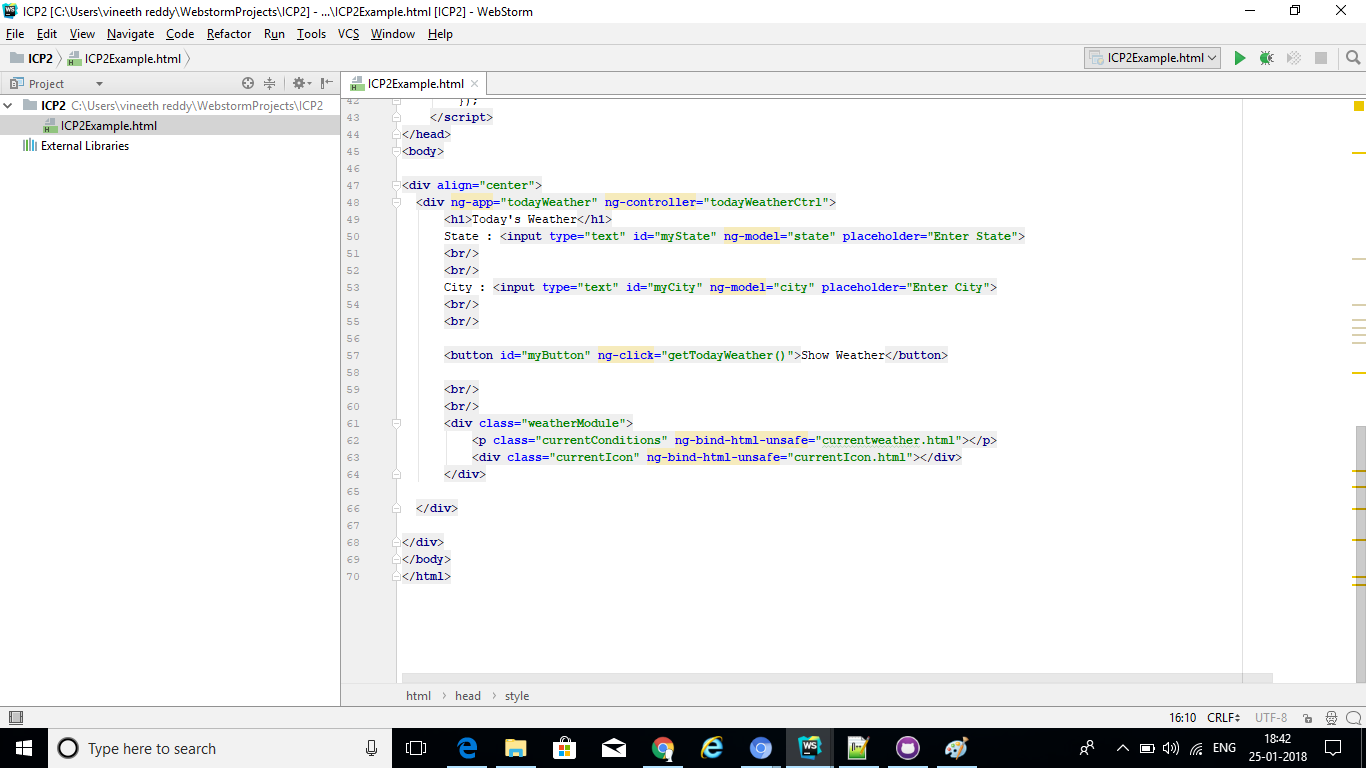 ICP2 [C:\Users\vineeth reddy\WebstormProjects\ICP2] - ...\ICP2Example.html [ICP2] - WebStorm
File Edit View Navigate Code Refactor Run Tools VCS Window Help
ICP2 ICP2Example.html ICP2Example.html
Project ICP2Example.html
ICP2 C:\Users\vineeth reddy\WebstormProjects\ICP2
ICP2Example.html
External Libraries
42 });
43 </script>
44 </head>
45 <body>
46
47 <div align="center">
48 <div ng-app="todayWeather" ng-controller="todayWeatherCtrl">
49 <h1>Today's Weather</h1>
50 State : <input type="text" id="myState" ng-model="state" placeholder="Enter State">
51 <br/>
52 <br/>
53 City : <input type="text" id="myCity" ng-model="city" placeholder="Enter City">
54 <br/>
55 <br/>
56
57 <button id="myButton" ng-click="getTodayWeather()">Show Weather</button>
58
59 <br/>
60 <br/>
61 <div class="weatherModule">
62 <p class="currentConditions" ng-bind-html-unsafe="currentweather.html"></p>
63 <div class="currentIcon" ng-bind-html-unsafe="currentIcon.html"></div>
64 </div>
65
66 </div>
67
68 </div>
69 </body>
70 </html>
html head style
16:10 CRLF UTF-8
Type here to search
ENG
18:42
25-01-2018